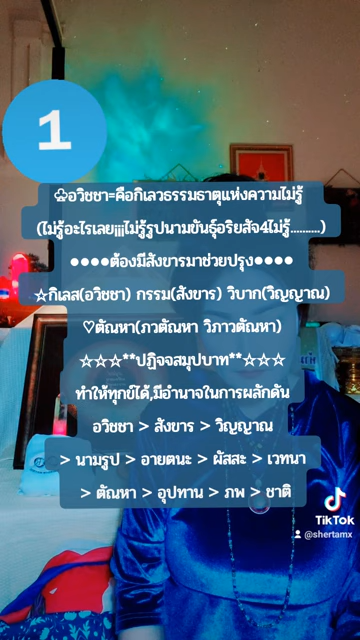 1
♧อวิชชา=คือกิเลวธรรมธาตุแห่งความไม่รู้
(ไม่รู้อะไรเลยjjjไม่รู้รูปนามขันธ์ุอริยสัจ4ไม่รู้..........)
●●●●ต้องมีสังขารมาช่วยปรุง●●●●
☆กิเลส(อวิชชา) กรรม(สังขาร) วิบาก(วิญญาณ)
♡ตัณหา(ภวตัณหา วิภาวตัณหา)
☆☆☆**ปฏิจจสมุปบาท**☆☆☆
ทำให้ทุกข์ได้,มีอำนาจในการผลักดัน
อวิชชา > สังขาร > วิญญาณ
> นามรูป > อายตนะ > ผัสสะ > เวทนา
> ตัณหา > อุปทาน > ภพ > ชาติ
TikTok
@shertamx